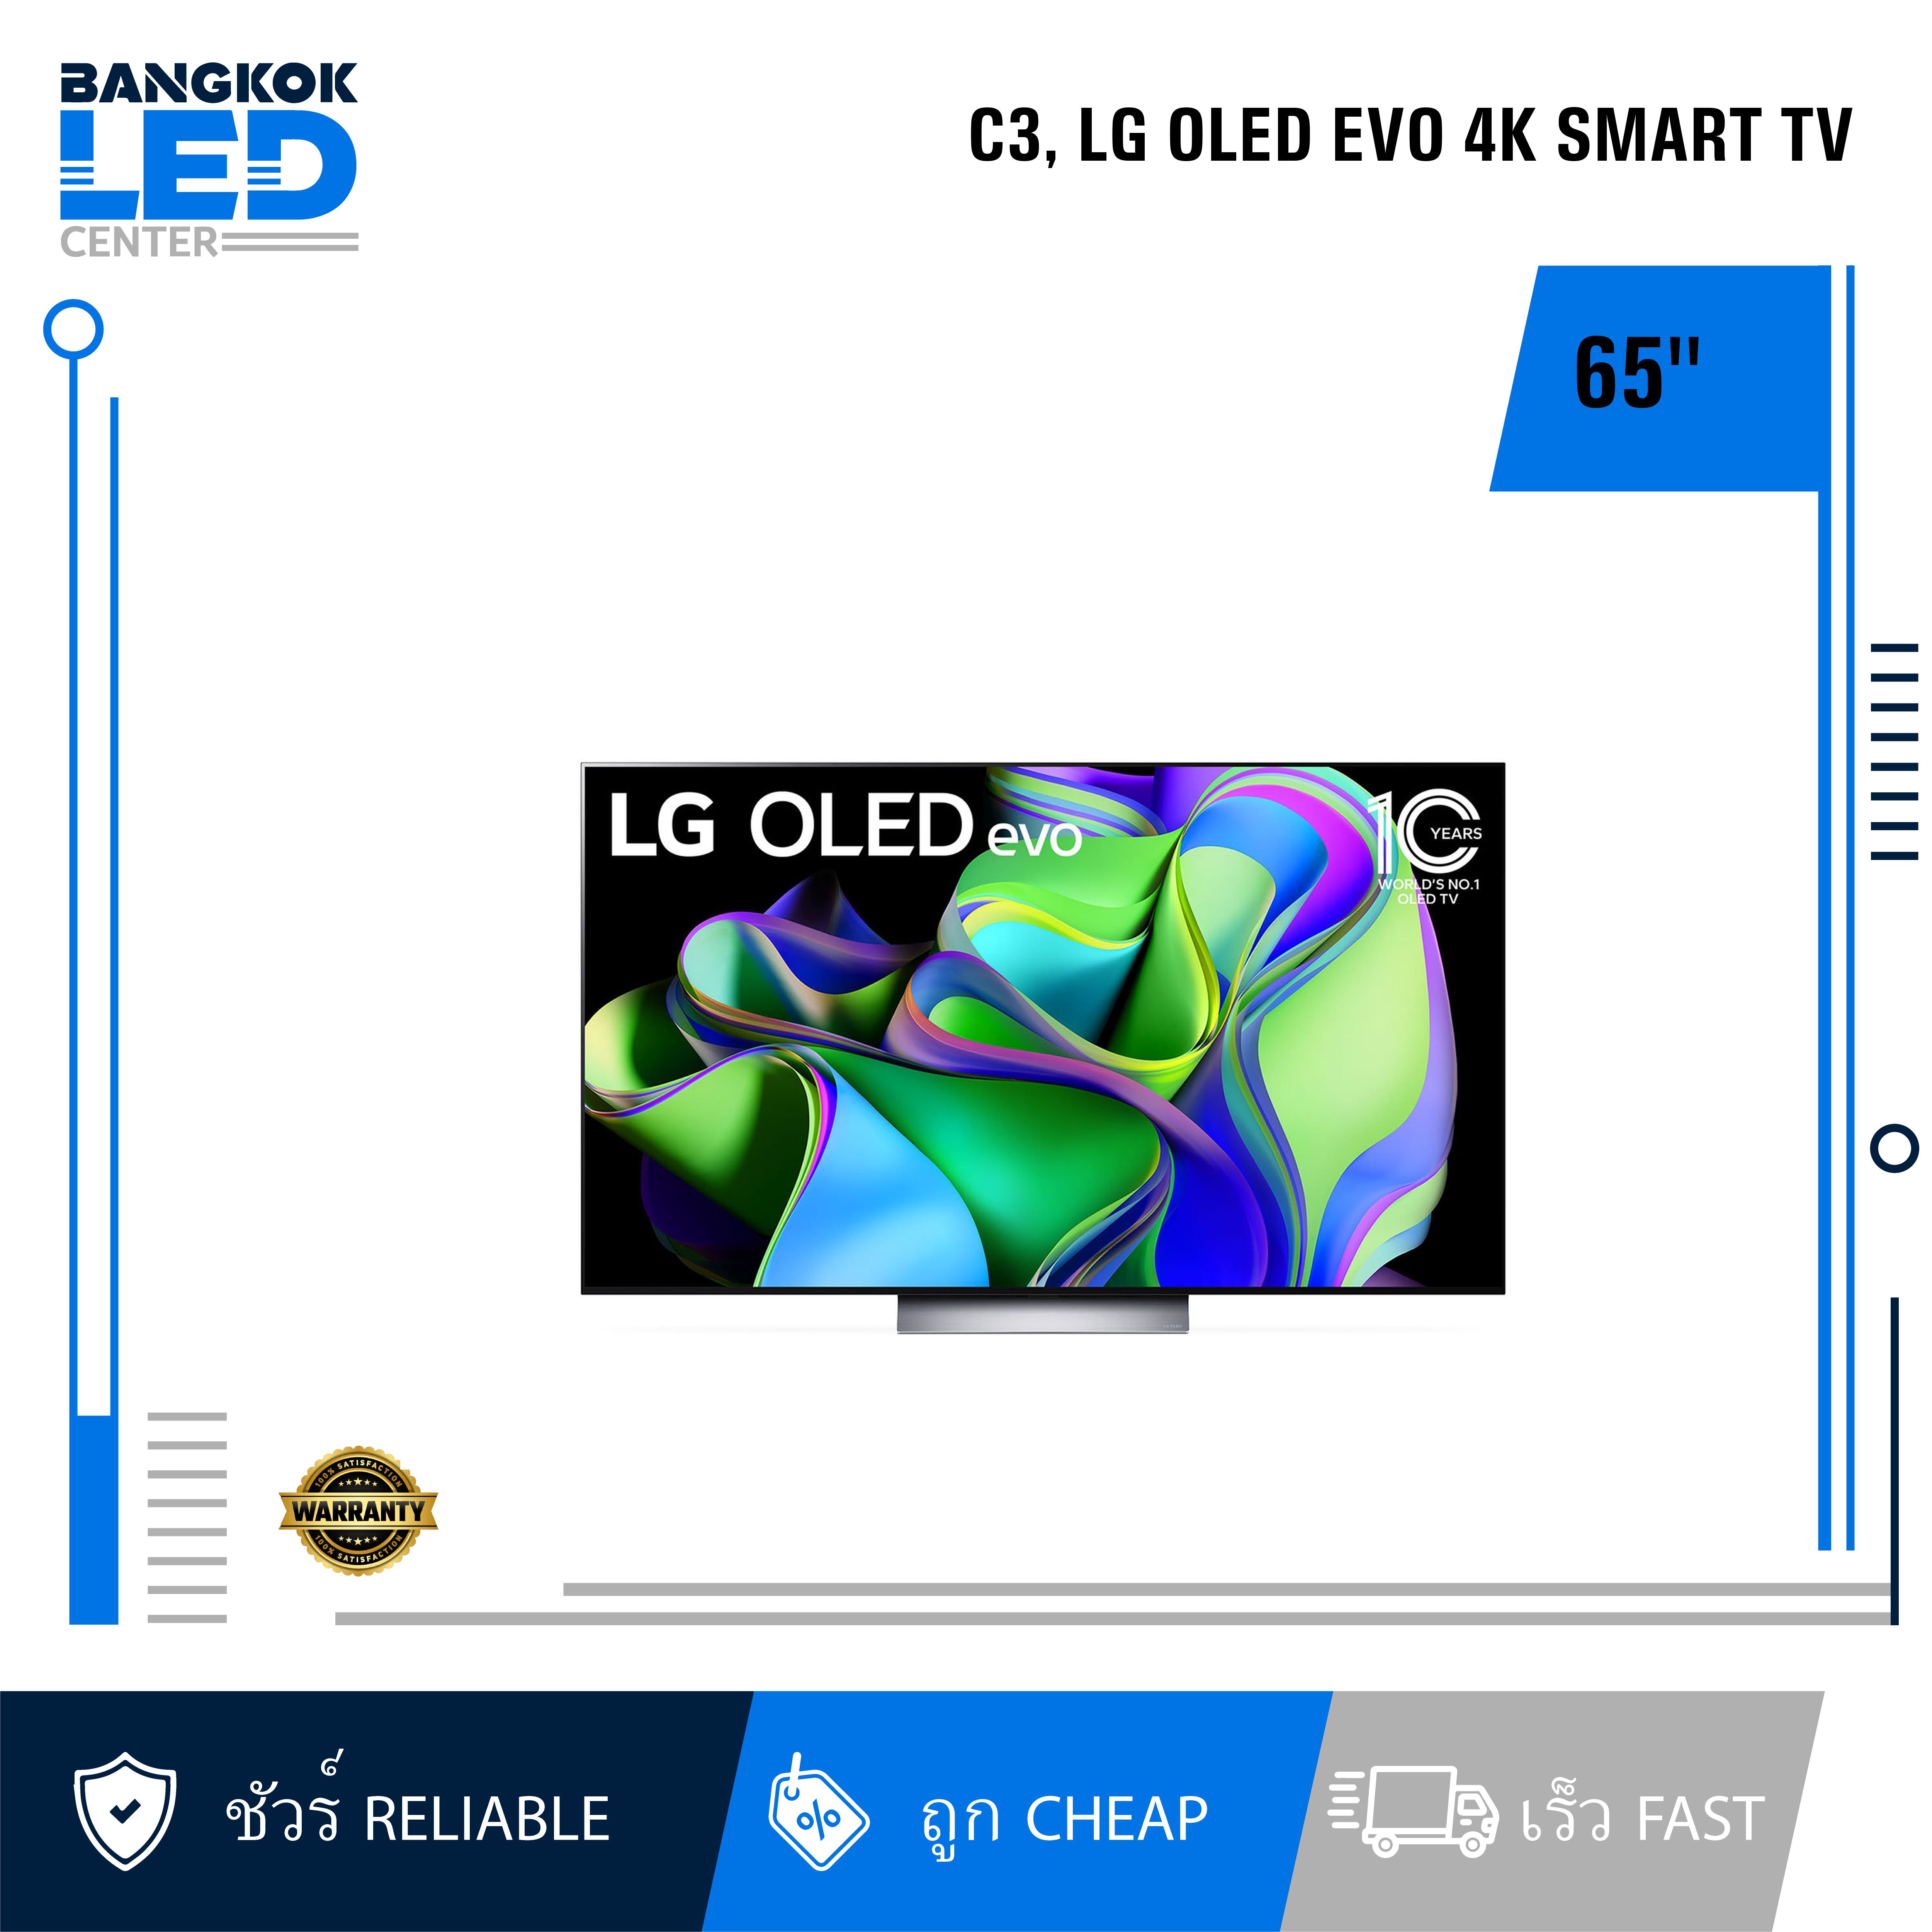 BANGKOK
LED
CENTER
C3, LG OLED EVO 4K SMART TV
65"
LG OLED evo
10
YEARS
WORLD'S NO.1
OLED TV
100% SATISFACTION
WARRANTY
100% SATISFACTION
ชัวร์ RELIABLE
% ถูก CHEAP
เร็ว FAST